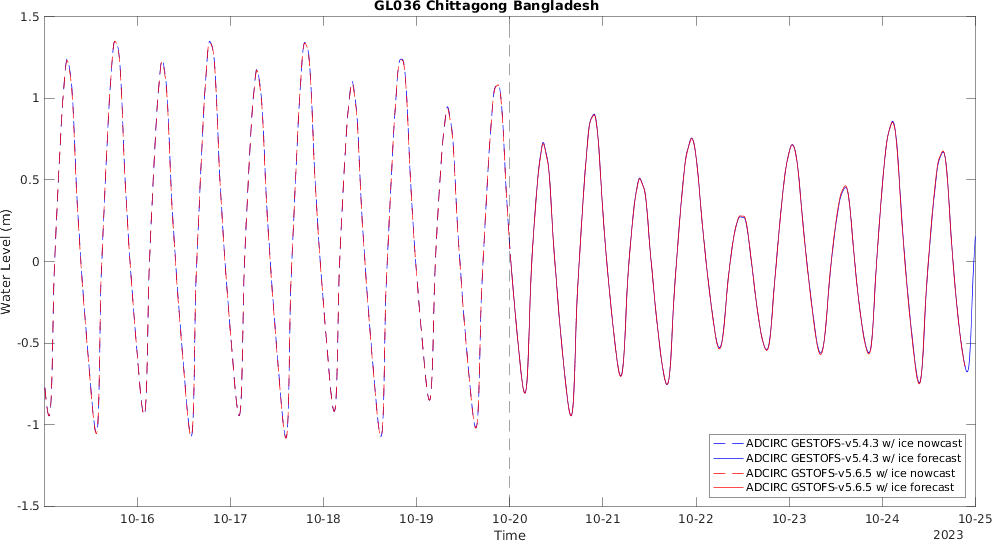 GL036 Chittagong Bangladesh
1.5
1
0.5
0
-0.5
-1
-1.5
Water Level (m)
10-16
10-17
10-18
10-19
10-20
10-21
10-22
10-23
10-24
10-25
Time
2023
ADCIRC GESTOFS-v5.4.3 w/ ice nowcast
ADCIRC GESTOFS-v5.4.3 w/ ice forecast
ADCIRC GSTOFS-v5.6.5 w/ ice nowcast
ADCIRC GSTOFS-v5.6.5 w/ ice forecast